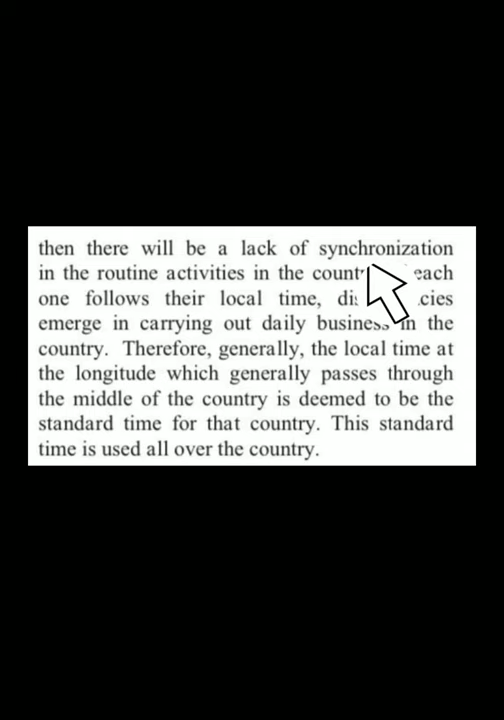 then there will be a lack of synchronization
in the routine activities in the each
one follows their local time,
emerge in carrying out daily business in the
country. Therefore, generally, the local time at
the longitude which generally passes through
the middle of the country is deemed to be the
standard time for that country. This standard
time is used all over the country.